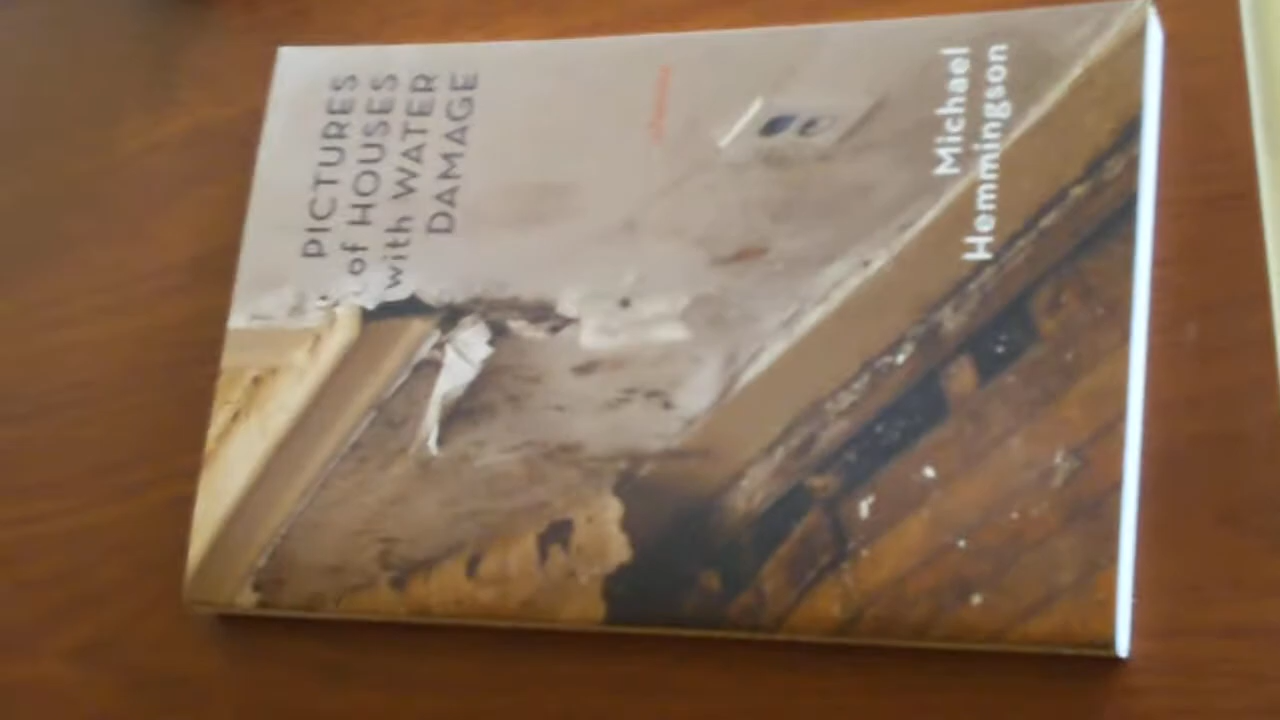 PICTURES
of HOUSES
with WATER
DAMAGE
Michael
Hemmingson